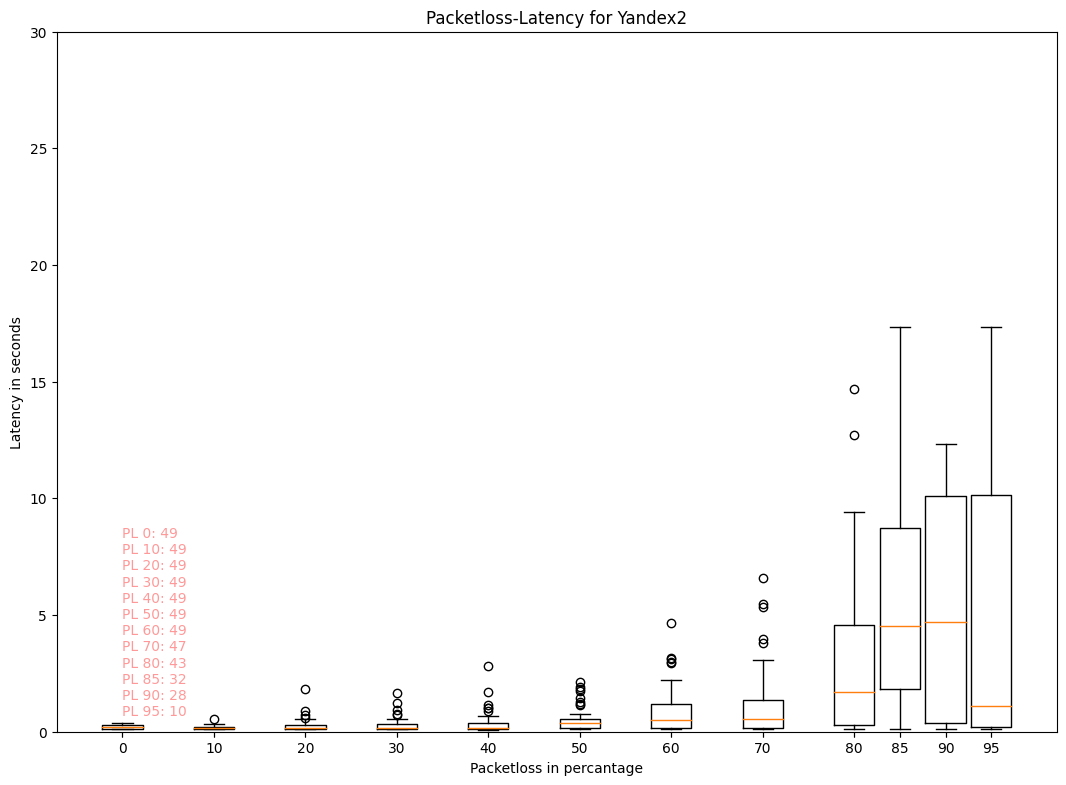 Packetloss-Latency for Yandex2
30
25
20
15
10
5
0
Latency in seconds
PL 0: 49
PL 10: 49
PL 20: 49
PL 30: 49
PL 40: 49
PL 50: 49
PL 60: 49
PL 70: 47
PL 80: 43
PL 85: 32
PL 90: 28
PL 95: 10
0 10 20 30 40 50 60 70 80 85 90 95
Packetloss in percantage